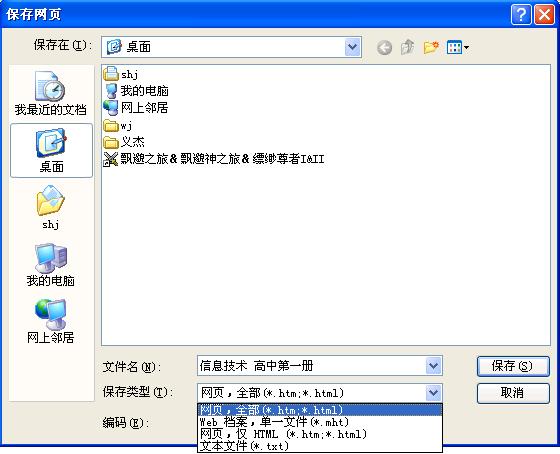 保存网页
保存在(I):
桌面
我最近的文档
桌面
shj
我的电脑
网上邻居
shj
我的电脑
网上邻居
wj
义杰
飘邈之旅&飘邈神之旅&缥缈尊者I&II
文件名(N):
信息技术 高中第一册
保存(S)
保存类型(T):
网页,全部(*.htm;*.html)
取消
编码(E):
网页,全部(*.htm;*.html)
Web 档案,单一文件(*.mht)
网页,仅 HTML (*.htm;*.html)
文本文件(*.txt)